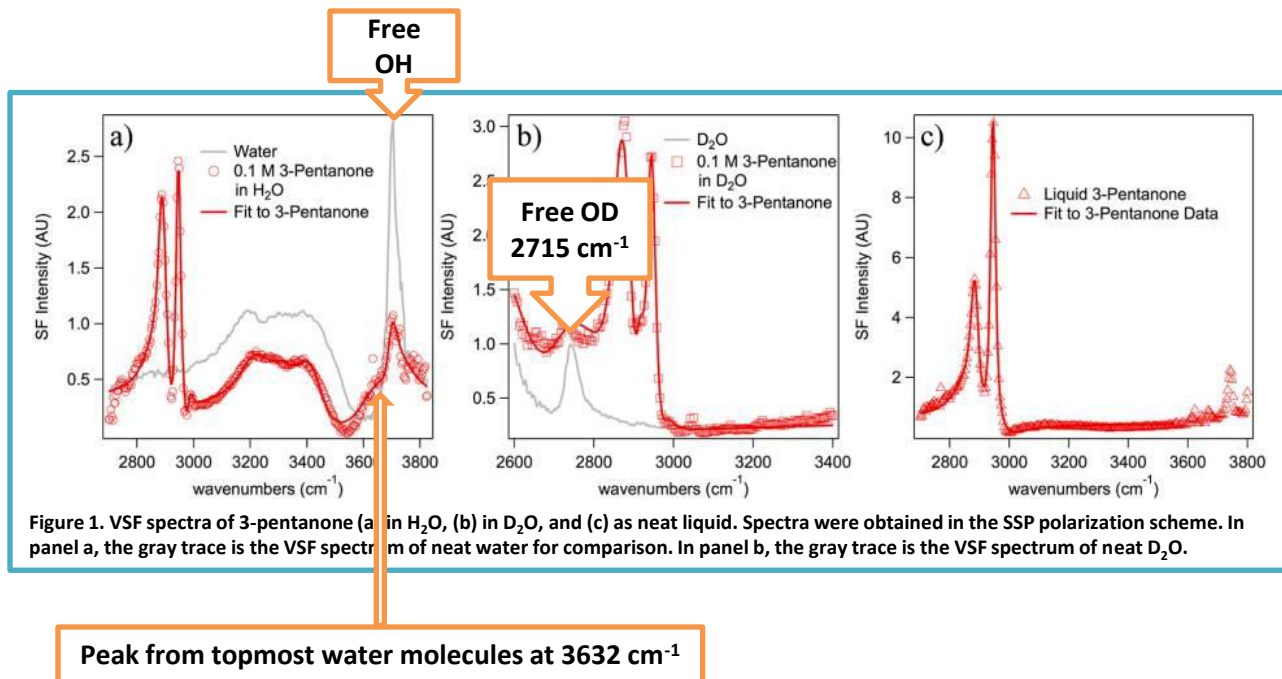 Free
OH
a)
Water
0.1 M 3-Pentanone
in H₂O
Fit to 3-Pentanone
SF Intensity (AU)
2.5
2.0
1.5
1.0
0.5
2800 3000 3200 3400 3600 3800
wavenumbers (cm⁻¹)
b)
D₂O
0.1 M 3-Pentanone
in D₂O
Fit to 3-Pentanone
Free OD
2715 cm⁻¹
SF Intensity (AU)
3.0
2.5
1.5
1.0
0.5
2600 2800 3000 3200 3400
wavenumbers (cm⁻¹)
c)
Liquid 3-Pentanone
Fit to 3-Pentanone Data
SF Intensity (AU)
10
8
6
4
2
2800 3000 3200 3400 3600 3800
wavenumbers (cm⁻¹)
Figure 1. VSF spectra of 3-pentanone (a) in H₂O, (b) in D₂O, and (c) as neat liquid. Spectra were obtained in the SSP polarization scheme. In
panel a, the gray trace is the VSF spectrum of neat water for comparison. In panel b, the gray trace is the VSF spectrum of neat D₂O.
Peak from topmost water molecules at 3632 cm⁻¹